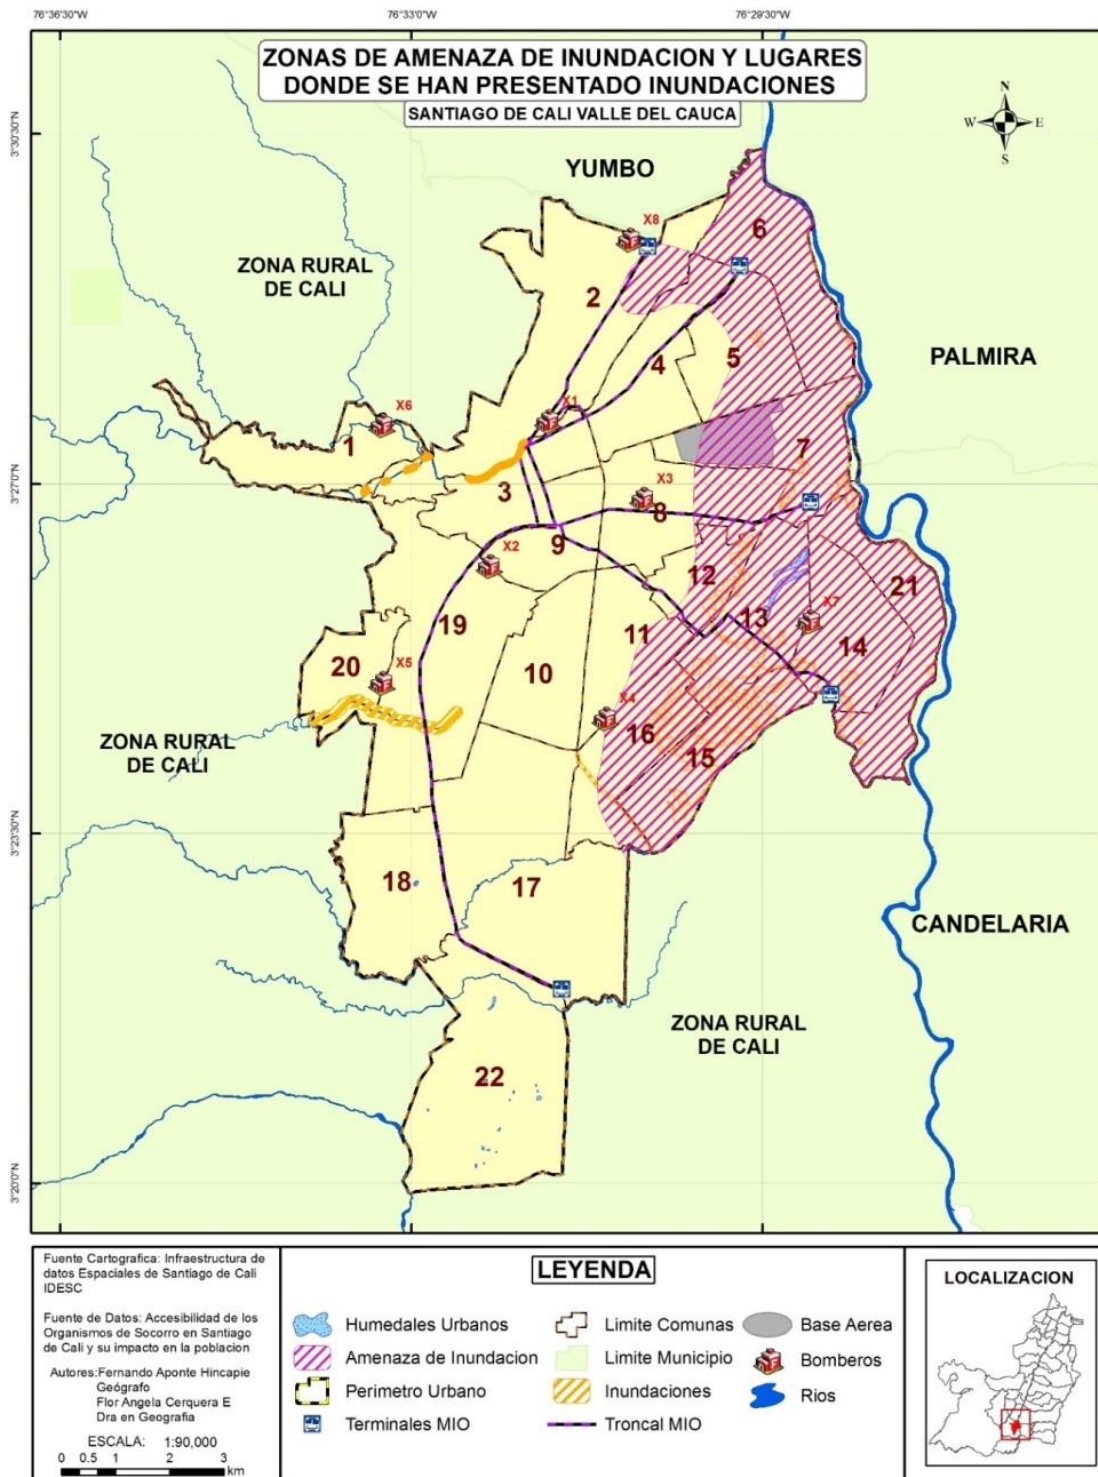 76°36'30"W
76°33'0"W
76°29'30"W
ZONAS DE AMENAZA DE INUNDACION Y LUGARES
DONDE SE HAN PRESENTADO INUNDACIONES
SANTIAGO DE CALI VALLE DEL CAUCA
N
W
E
S
3°30'0"N
3°27'0"N
3°23'30"N
3°20'0"N
YUMBO
X8
6
ZONA RURAL
DE CALI
2
PALMIRA
4
5
X6
X1
1
7
3
X3
8
9
X2
12
21
19
13
X7
11
14
20
X5
10
X4
16
15
ZONA RURAL
DE CALI
18
17
CANDELARIA
ZONA RURAL
DE CALI
22
Fuente Cartografica: Infraestructura de
datos Espaciales de Santiago de Cali
IDESC
Fuente de Datos: Accesibilidad de los
Organismos de Socorro en Santiago
de Cali y su impacto en la poblacion
Autores:Fernando Aponte Hincapie
Geógrafo
Flor Angela Cerquera E
Dra en Geografia
ESCALA: 1:90,000
0 0.5 1 2 3
km
LEYENDA
Humedales Urbanos
Amenaza de Inundacion
Perimetro Urbano
Terminales MIO
Limite Comunas
Limite Municipio
Inundaciones
Troncal MIO
Base Aerea
Bomberos
Rios
LOCALIZACION